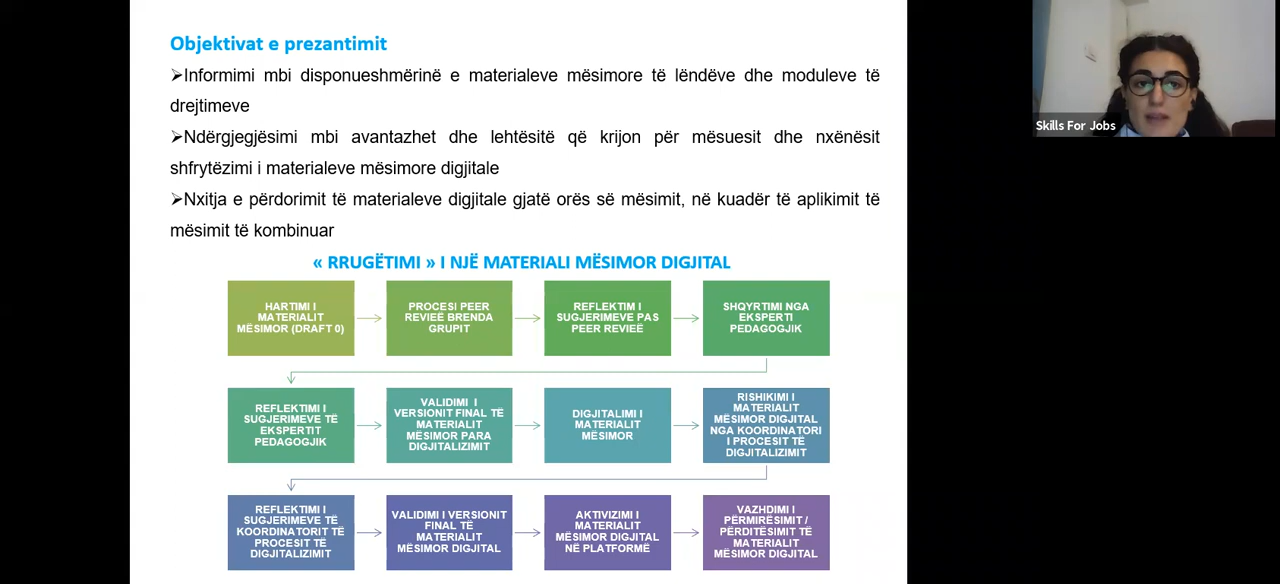 Objektivat e prezantimit
➢Informimi mbi disponueshmërinë e materialeve mësimore të lëndëve dhe moduleve të
drejtimeve
➢Ndërgjegjësimi mbi avantazhet dhe lehtësitë që krijon për mësuesit dhe nxënësit
shfrytëzimi i materialeve mësimore digjitale
➢Nxitja e përdorimit të materialeve digjitale gjatë orës së mësimit, në kuadër të aplikimit të
mësimit të kombinuar
« RRUGËTIMI » I NJË MATERIALI MËSIMOR DIGJITAL
HARTIMI I
MATERIALIT
MËSIMOR (DRAFT 0)
PROCESI PEER
REVIEË BRENDA
GRUPIT
REFLEKTIM I
SUGJERIMEVE PAS
PEER REVIEË
SHQYRTIMI NGA
EKSPERTI
PEDAGOGJIK
REFLEKTIMI I
SUGJERIMEVE TË
EKSPERTIT
PEDAGOGJIK
VALIDIMI I
VERSIONIT FINAL TË
MATERIALIT
MËSIMOR PARA
DIGJITALIZIMIT
DIGJITALIMI I
MATERIALIT
MËSIMOR
RISHIKIMI I
MATERIALIT
MËSIMOR DIGJITAL
NGA KOORDINATORI
I PROCESIT TË
DIGJITALIZIMIT
REFLEKTIMI I
SUGJERIMEVE TË
KOORDINATORIT TË
PROCESIT TË
DIGJITALIZIMIT
VALIDIMI I VERSIONIT
FINAL TË
MATERIALIT
MËSIMOR DIGJITAL
AKTIVIZIMI I
MATERIALIT
MËSIMOR DIGJITAL
NË PLATFORMË
VAZHDIMI I
PËRMIRËSIMIT /
PËRDITËSIMIT TË
MATERIALIT
MËSIMOR DIGJITAL
Skills For Jobs